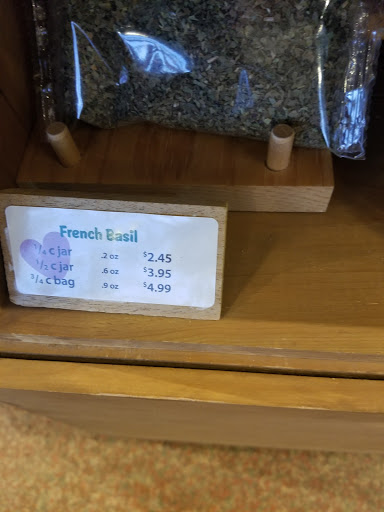 French Basil
1/4 c jar .2 oz $2.45
1/2 c jar .6 oz $3.95
3/4 c bag .9 oz $4.99